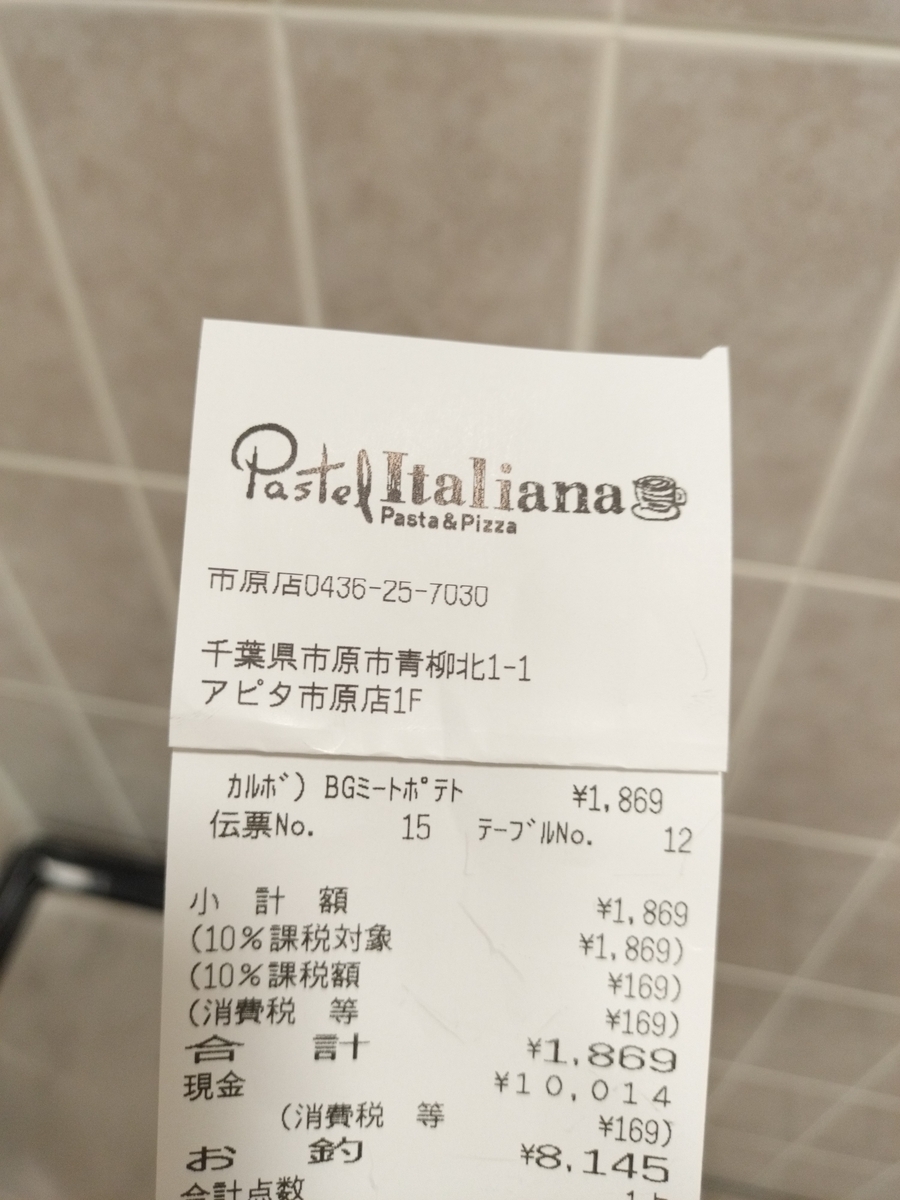 Pastel Italiana
Pasta&Pizza
市原店0436-25-7030
千葉県市原市青柳北1-1
アピタ市原店1F
ｶﾙﾎﾞ) BGﾐｰﾄﾎﾟﾃﾄ ¥1,869
伝票No. 15 ﾃｰﾌﾞﾙNo. 12
小 計 額 ¥1,869
(10%課税対象 ¥1,869)
(10%課税額 ¥169)
(消費税 等 ¥169)
合 計 ¥1,869
現金 ¥10,014
(消費税 等 ¥169)
お 釣 ¥8,145
合計点数